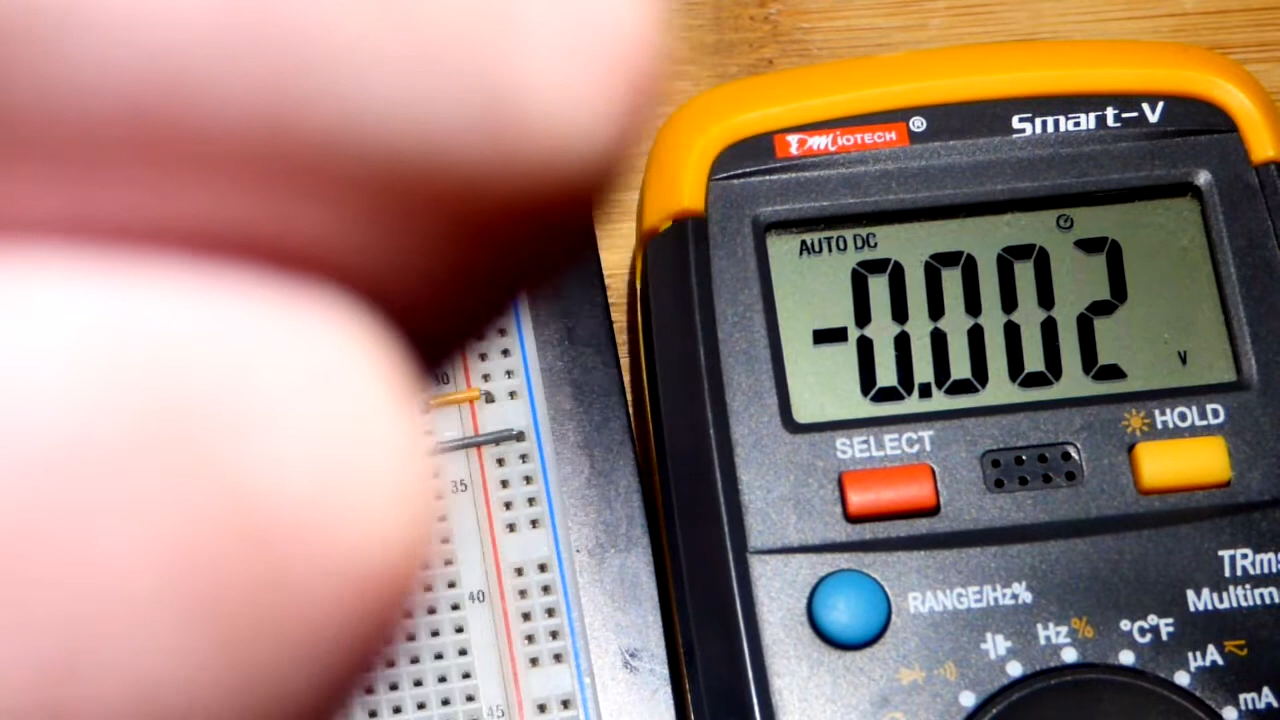 DMiOTECH ® Smart-V
AUTO DC
-0.002
V
SELECT
HOLD
RANGE/Hz%
TRms
Multim
Hz%
°C°F
µA
mA
30
35
40
45